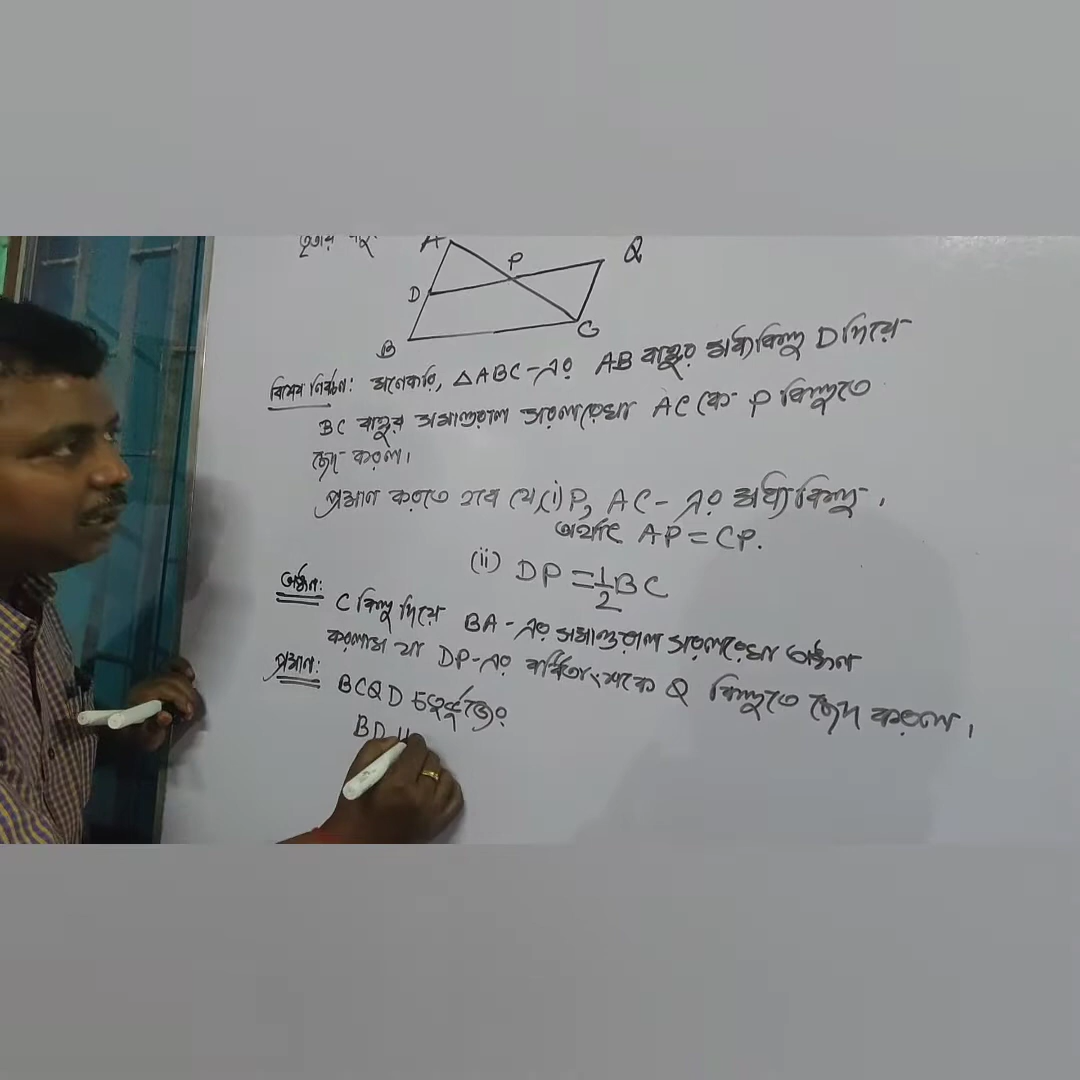 তৃতীয়
A
P
Q
D
B
C
বিশেষ নির্বচন: মনেকরি, △ABC-এর AB বাহুর মধ্যবিন্দু D দিয়ে
BC বাহুর সমান্তরাল সরলরেখা AC কে P বিন্দুতে
ছেদ করল।
প্রমাণ করতে হবে যে, (i) P, AC-এর মধ্যবিন্দু,
অর্থাৎ AP = CP.
(ii) DP = 1/2 BC
অঙ্কন: C বিন্দু দিয়ে BA-এর সমান্তরাল সরলরেখা অঙ্কন
করলাম যা DP-এর বর্ধিতাংশকে Q বিন্দুতে ছেদ করল।
প্রমাণ: BCQD চতুর্ভুজের
BD ||